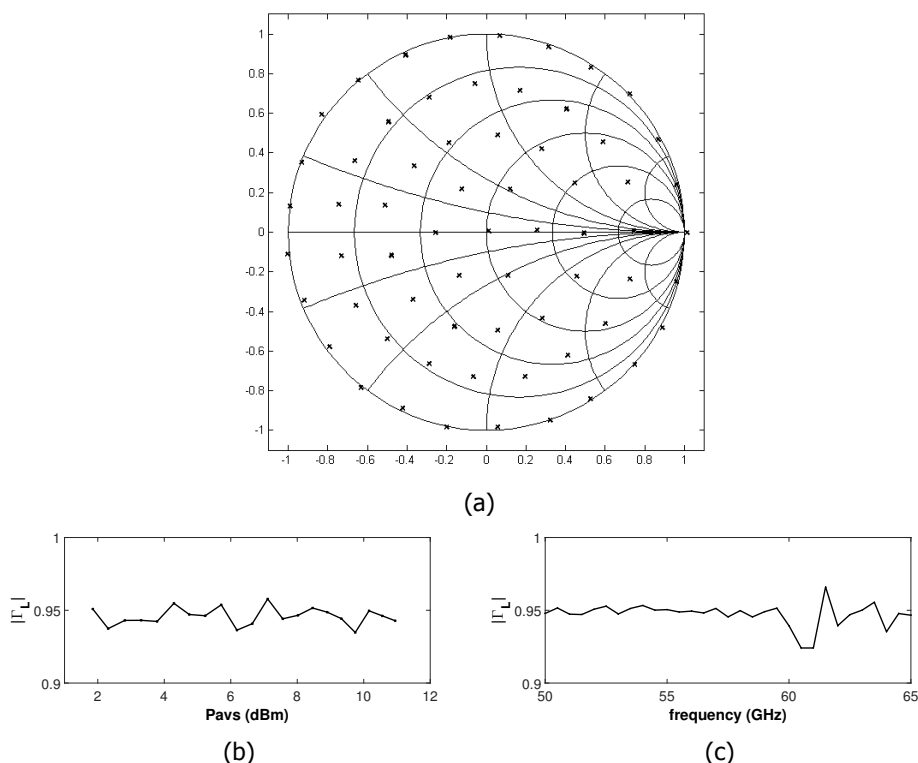 1
0.8
0.6
0.4
0.2
0
-0.2
-0.4
-0.6
-0.8
-1
-1 -0.8 -0.6 -0.4 -0.2 0 0.2 0.4 0.6 0.8 1
(a)
1
0.95
0.9
|Γ_L|
2 4 6 8 10 12
Pavs (dBm)
(b)
1
0.95
0.9
|Γ_L|
50 55 60 65
frequency (GHz)
(c)